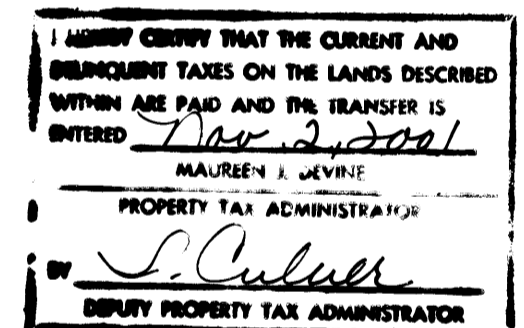 I HEREBY CERTIFY THAT THE CURRENT AND
DELINQUENT TAXES ON THE LANDS DESCRIBED
WITHIN ARE PAID AND THE TRANSFER IS
ENTERED Nov. 2, 2001
MAUREEN J. DEVINE
PROPERTY TAX ADMINISTRATOR
BY S. Culver
DEPUTY PROPERTY TAX ADMINISTRATOR